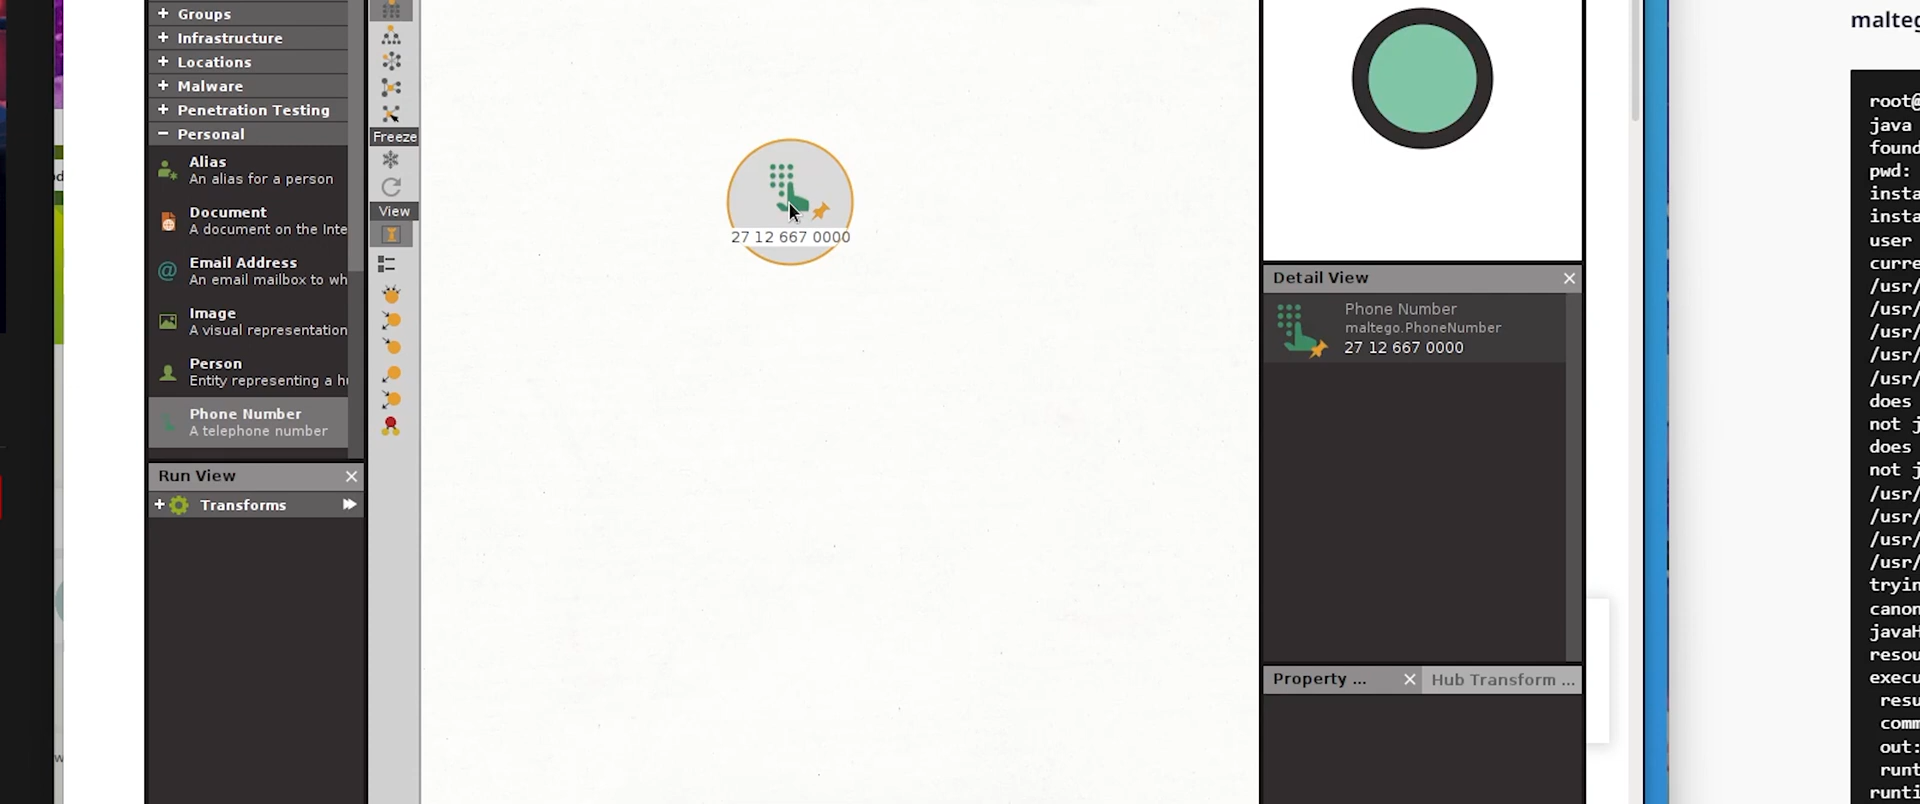 + Groups
+ Infrastructure
+ Locations
+ Malware
+ Penetration Testing
− Personal
Alias
An alias for a person
Document
A document on the Inte
Email Address
An email mailbox to wh
Image
A visual representation
Person
Entity representing a hu
Phone Number
A telephone number
Run View
+ Transforms
Freeze
View
27 12 667 0000
Detail View
Phone Number
maltego.PhoneNumber
27 12 667 0000
Property ...
Hub Transform ...
malteg
root@
java
found
pwd:
insta
insta
user
curre
/usr/
/usr/
/usr/
/usr/
/usr/
does
not j
does
not j
/usr/
/usr/
/usr/
/usr/
tryin
canon
javaH
resou
execu
resu
comm
out:
runt
runti